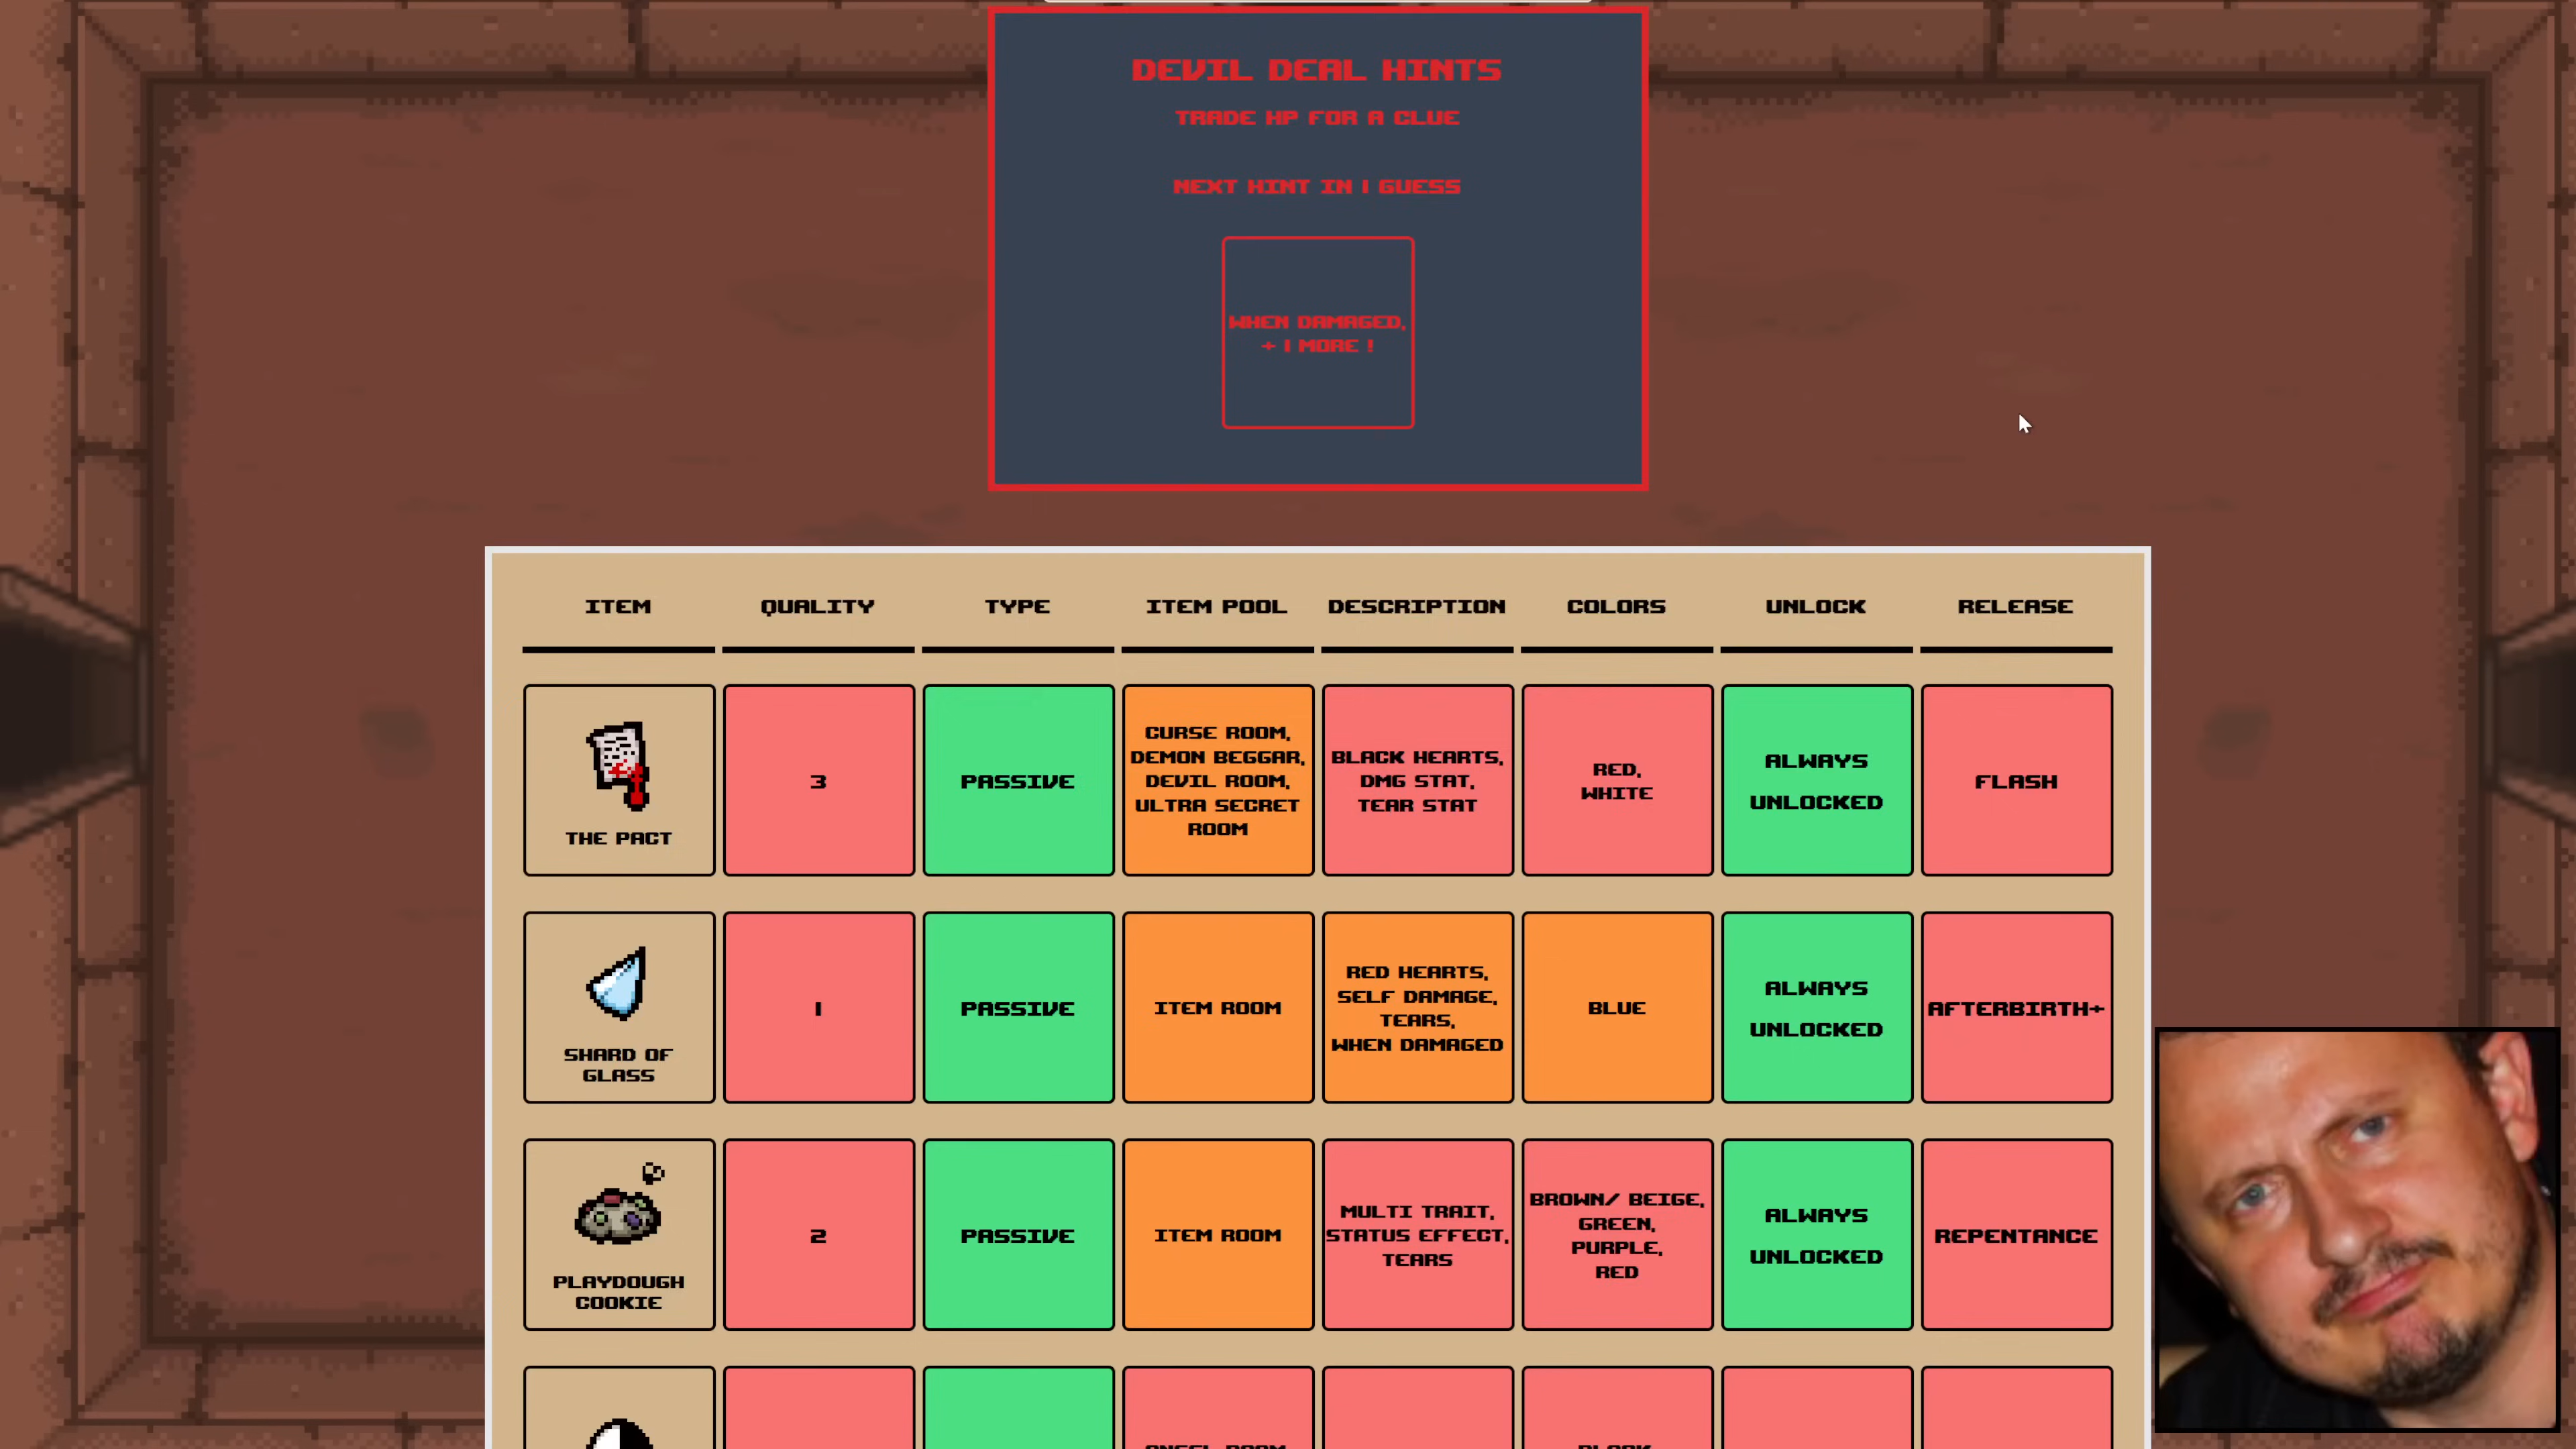 DEVIL DEAL HINTS
TRADE HP FOR A CLUE
NEXT HINT IN 1 GUESS
WHEN DAMAGED,
+ 1 MORE !
ITEM QUALITY TYPE ITEM POOL DESCRIPTION COLORS UNLOCK RELEASE
THE PACT
3
PASSIVE
CURSE ROOM,
DEMON BEGGAR,
DEVIL ROOM,
ULTRA SECRET
ROOM
BLACK HEARTS,
DMG STAT,
TEAR STAT
RED,
WHITE
ALWAYS
UNLOCKED
FLASH
SHARD OF
GLASS
1
PASSIVE
ITEM ROOM
RED HEARTS,
SELF DAMAGE,
TEARS,
WHEN DAMAGED
BLUE
ALWAYS
UNLOCKED
AFTERBIRTH+
PLAYDOUGH
COOKIE
2
PASSIVE
ITEM ROOM
MULTI TRAIT,
STATUS EFFECT,
TEARS
BROWN/ BEIGE,
GREEN,
PURPLE,
RED
ALWAYS
UNLOCKED
REPENTANCE